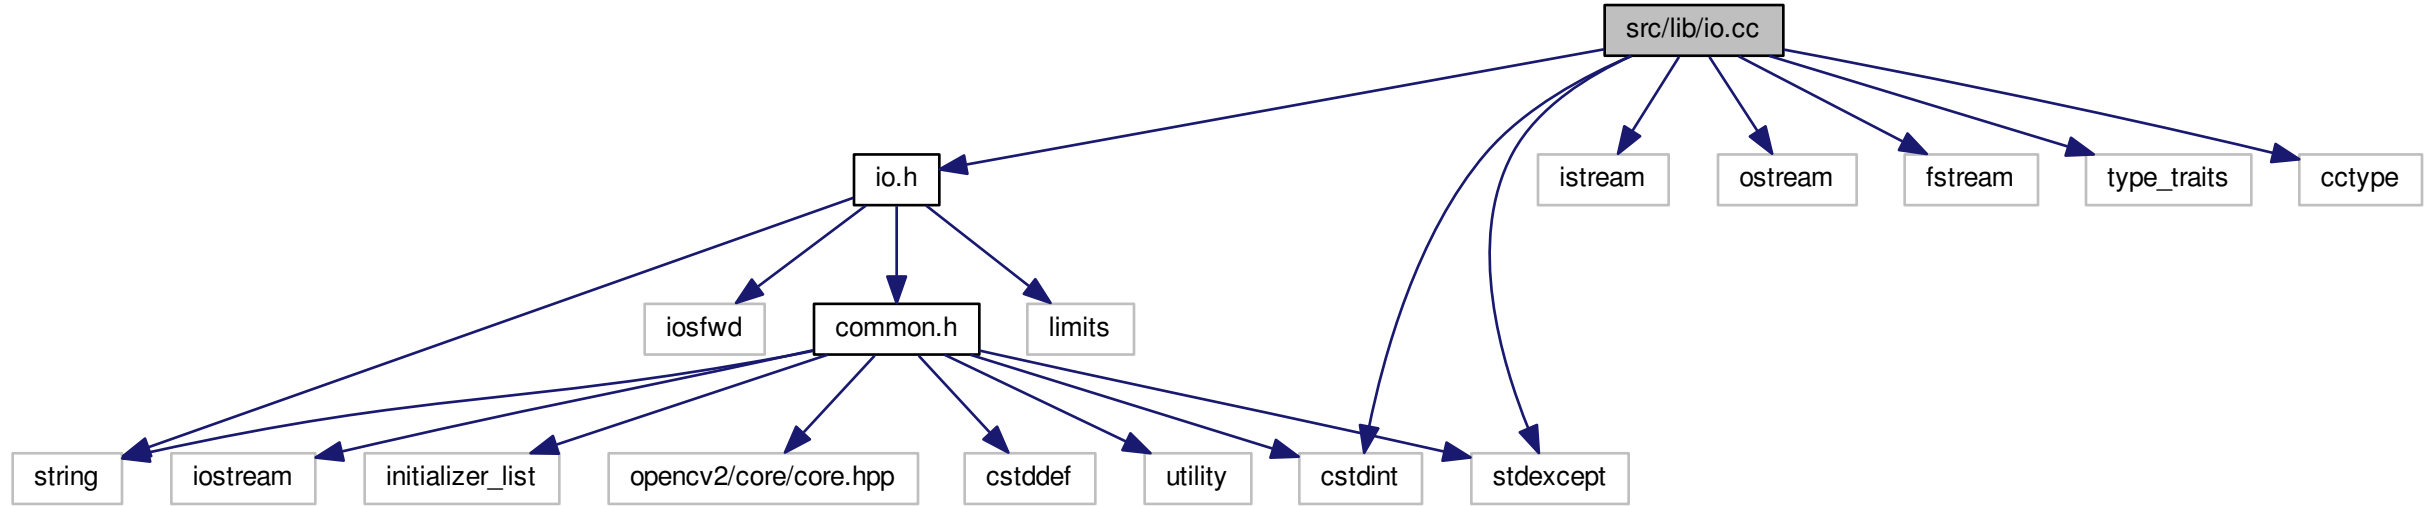 src/lib/io.cc
io.h
istream
ostream
fstream
type_traits
cctype
iosfwd
common.h
limits
string
iostream
initializer_list
opencv2/core/core.hpp
cstddef
utility
cstdint
stdexcept